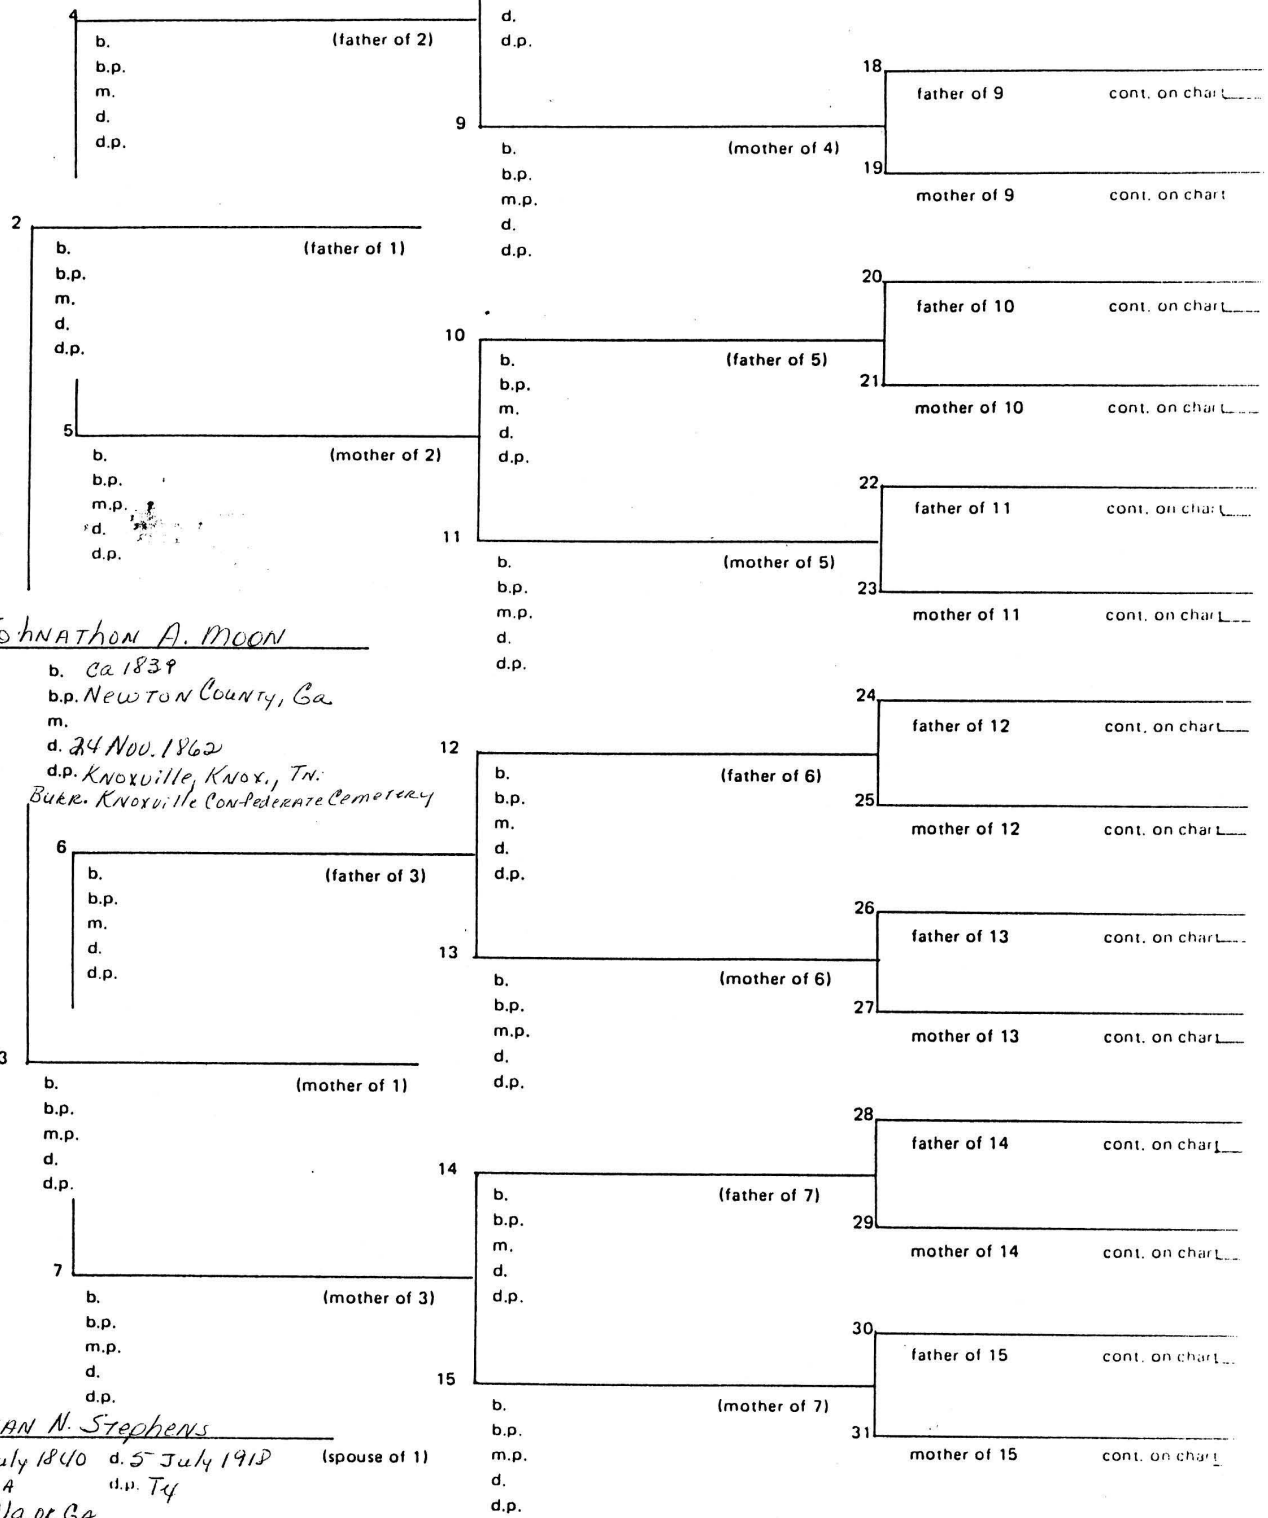 4
b. (father of 2)
b.p.
m.
d.
d.p.
d.
d.p.
9
b. (mother of 4)
b.p.
m.p.
d.
d.p.
18
father of 9 cont. on chart
19
mother of 9 cont. on chart
2
b. (father of 1)
b.p.
m.
d.
d.p.
5
b. (mother of 2)
b.p.
m.p.
d.
d.p.
10
b. (father of 5)
b.p.
m.
d.
d.p.
11
b. (mother of 5)
b.p.
m.p.
d.
d.p.
20
father of 10 cont. on chart
21
mother of 10 cont. on chart
22
father of 11 cont. on chart
23
mother of 11 cont. on chart
ohnathon A. Moon
b. ca 1839
b.p. Newton County, Ga
m.
d. 24 Nov. 1862
d.p. Knoxville, Knox., Tn.
Burr. Knoxville Confederate Cemetery
6
b. (father of 3)
b.p.
m.
d.
d.p.
12
b. (father of 6)
b.p.
m.
d.
d.p.
13
b. (mother of 6)
b.p.
m.p.
d.
d.p.
24
father of 12 cont. on chart
25
mother of 12 cont. on chart
26
father of 13 cont. on chart
27
mother of 13 cont. on chart
3
b. (mother of 1)
b.p.
m.p.
d.
d.p.
7
b. (mother of 3)
b.p.
m.p.
d.
d.p.
14
b. (father of 7)
b.p.
m.
d.
d.p.
15
b. (mother of 7)
b.p.
m.p.
d.
d.p.
28
father of 14 cont. on chart
29
mother of 14 cont. on chart
30
father of 15 cont. on chart
31
mother of 15 cont. on chart
an N. Stephens
uly 1840 d. 5 July 1918 (spouse of 1)
A d.p. Ty
or Ga